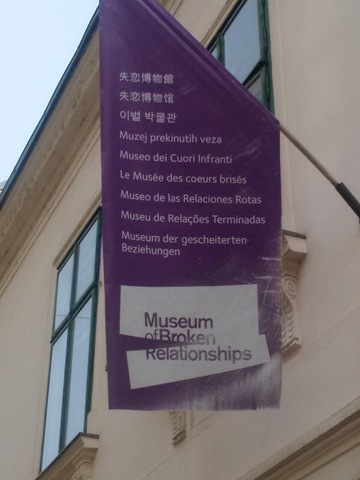 失恋博物館
失恋博物馆
이별 박물관
Muzej prekinutih veza
Museo dei Cuori Infranti
Le Musée des coeurs brisés
Museo de las Relaciones Rotas
Museu de Relações Terminadas
Museum der gescheiterten
Beziehungen
Museum
of Broken
Relationships